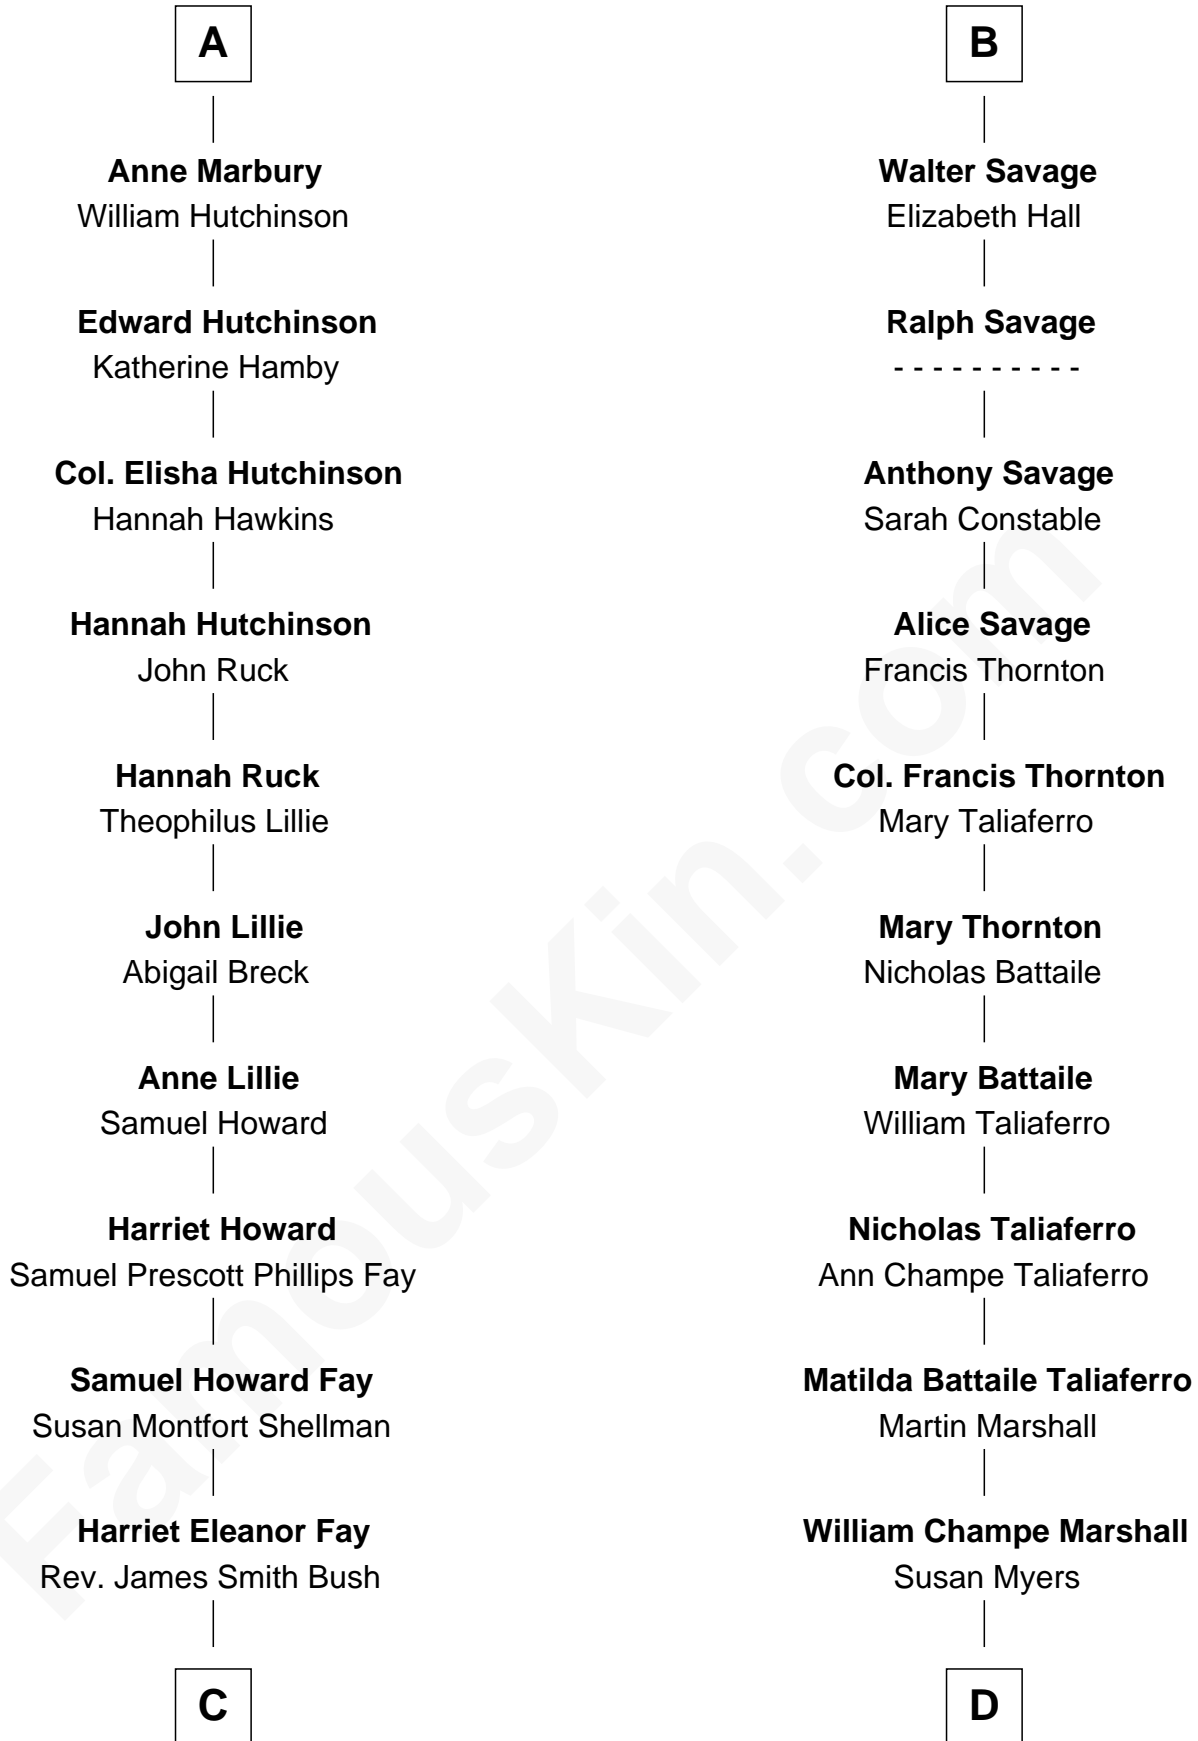 A
Anne Marbury
William Hutchinson
Edward Hutchinson
Katherine Hamby
Col. Elisha Hutchinson
Hannah Hawkins
Hannah Hutchinson
John Ruck
Hannah Ruck
Theophilus Lillie
John Lillie
Abigail Breck
Anne Lillie
Samuel Howard
Harriet Howard
Samuel Prescott Phillips Fay
Samuel Howard Fay
Susan Montfort Shellman
Harriet Eleanor Fay
Rev. James Smith Bush
C
B
Walter Savage
Elizabeth Hall
Ralph Savage
- - - - - - - - - -
Anthony Savage
Sarah Constable
Alice Savage
Francis Thornton
Col. Francis Thornton
Mary Taliaferro
Mary Thornton
Nicholas Battaile
Mary Battaile
William Taliaferro
Nicholas Taliaferro
Ann Champe Taliaferro
Matilda Battaile Taliaferro
Martin Marshall
William Champe Marshall
Susan Myers
D
FamousKin.com